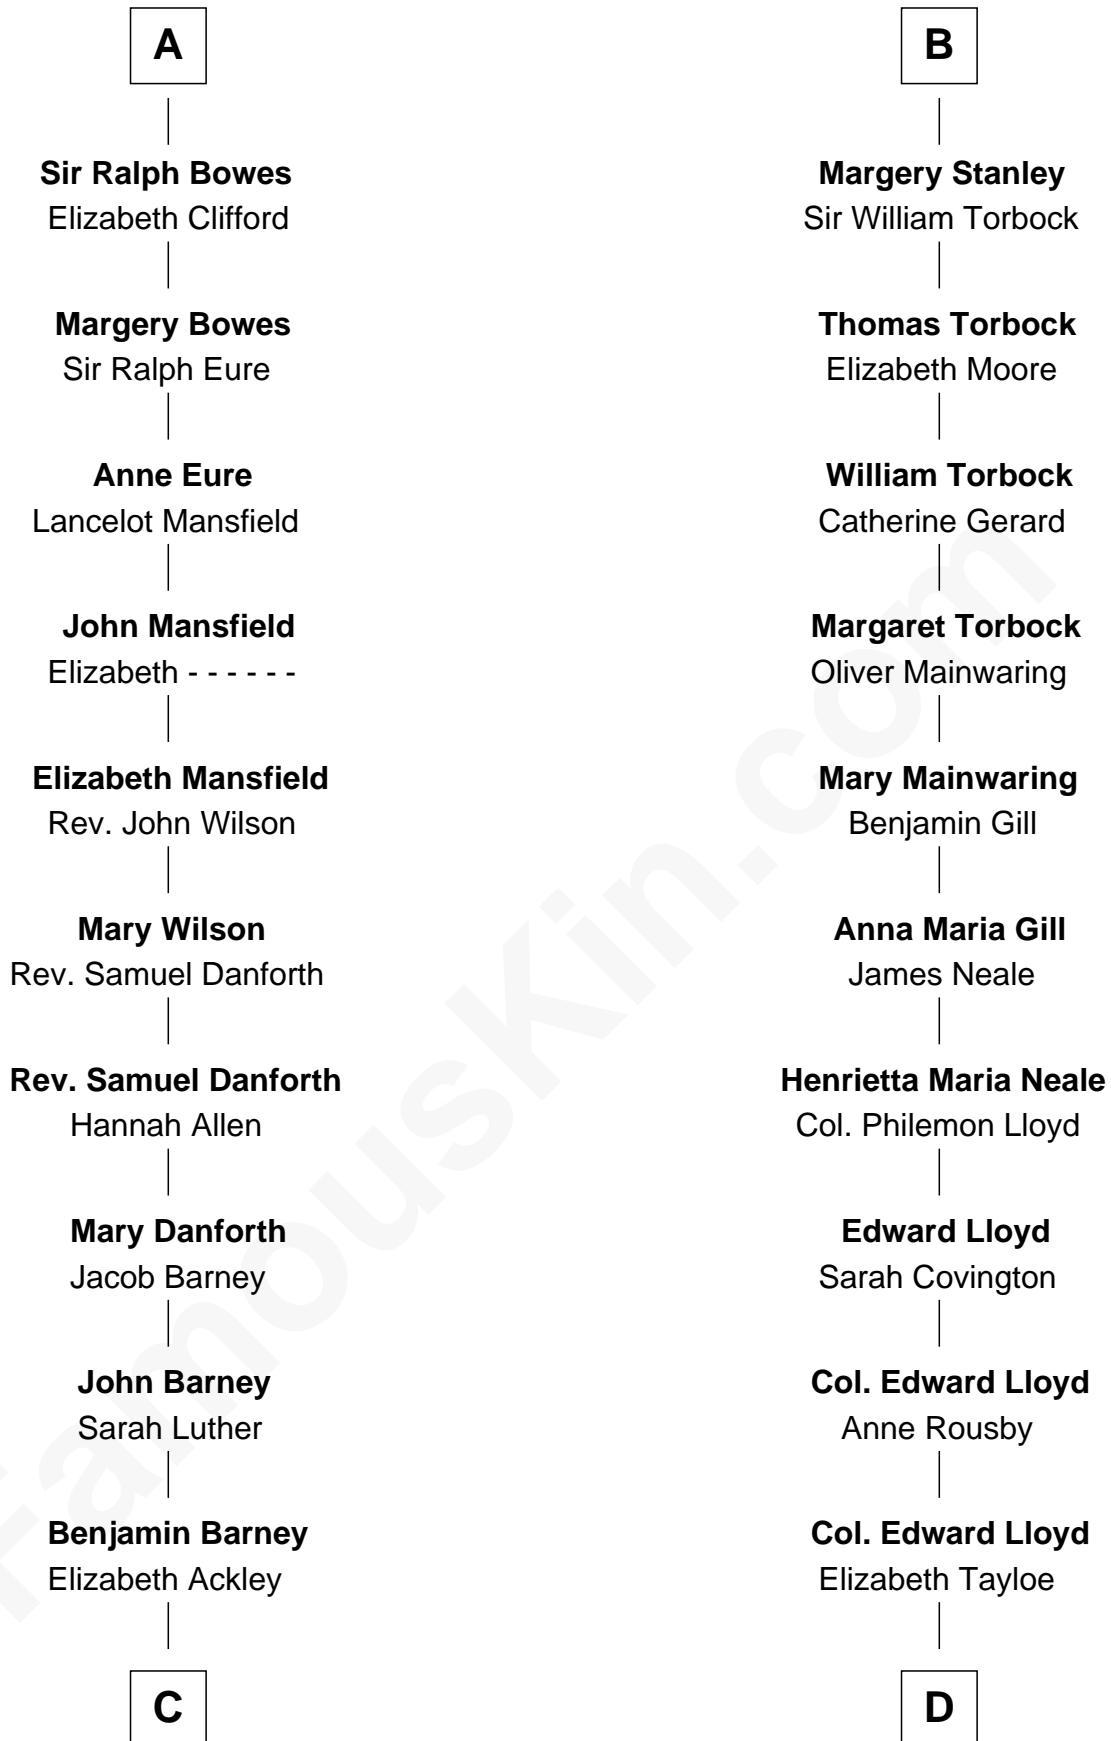 A
Sir Ralph Bowes
Elizabeth Clifford
Margery Bowes
Sir Ralph Eure
Anne Eure
Lancelot Mansfield
John Mansfield
Elizabeth - - - - - -
Elizabeth Mansfield
Rev. John Wilson
Mary Wilson
Rev. Samuel Danforth
Rev. Samuel Danforth
Hannah Allen
Mary Danforth
Jacob Barney
John Barney
Sarah Luther
Benjamin Barney
Elizabeth Ackley
C
B
Margery Stanley
Sir William Torbock
Thomas Torbock
Elizabeth Moore
William Torbock
Catherine Gerard
Margaret Torbock
Oliver Mainwaring
Mary Mainwaring
Benjamin Gill
Anna Maria Gill
James Neale
Henrietta Maria Neale
Col. Philemon Lloyd
Edward Lloyd
Sarah Covington
Col. Edward Lloyd
Anne Rousby
Col. Edward Lloyd
Elizabeth Tayloe
D
FamousKin.com